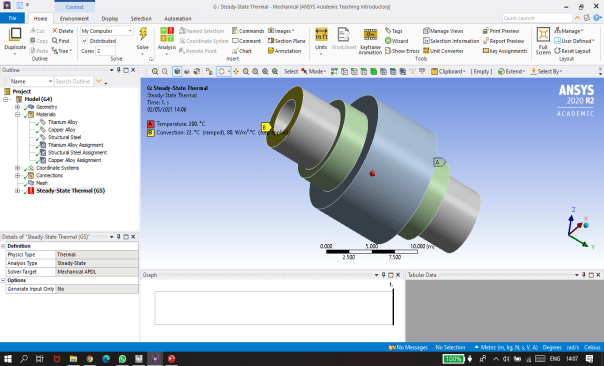 G : Steady-State Thermal - Mechanical [ANSYS Academic Teaching Introductory]
Context
File Home Environment Display Selection Automation
Quick Launch
Duplicate
Cut
Copy
Paste
Delete
Find
Tree
My Computer
Distributed
Cores 2
Solve
Analysis
Named Selection
Coordinate System
Remote Point
Commands
Comment
Chart
Images
Section Plane
Annotation
Units
Worksheet
Keyframe Animation
Tags
Wizard
Show Errors
Manage Views
Selection Information
Unit Converter
Print Preview
Report Preview
Key Assignments
Full Screen
Manage
User Defined
Reset Layout
Outline Solve Insert Tools Layout
Outline
Name Search Outline
Select Mode Clipboard [ Empty ] Extend Select By
Project
Model (G4)
Geometry
Materials
Titanium Alloy
Copper Alloy
Structural Steel
Titanium Alloy Assignment
Structural Steel Assignment
Copper Alloy Assignment
Coordinate Systems
Connections
Mesh
Steady-State Thermal (G5)
G: Steady-State Thermal
Steady-State Thermal
Time: 1. s
02/05/2021 14:06
A Temperature: 200. °C
B Convection: 22. °C (ramped), 80. W/m²·°C
B
A
ANSYS
2020 R2
ACADEMIC
0.000 5.000 10.000 (m)
2.500 7.500
Z
X
Y
Details of "Steady-State Thermal (G5)"
Definition
Physics Type Thermal
Analysis Type Steady-State
Solver Target Mechanical APDL
Options
Generate Input Only No
Graph
1.
Tabular Data
No Messages No Selection Metric (m, kg, N, s, V, A) Degrees rad/s Celsius
100% ENG 14:07